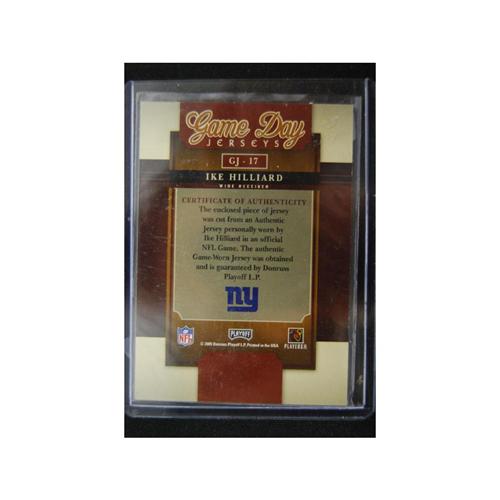 Game Day
JERSEYS
GJ - 17
IKE HILLIARD
WIDE RECEIVER
CERTIFICATE OF AUTHENTICITY
The enclosed piece of jersey
was cut from an Authentic
Jersey personally worn by
Ike Hilliard in an official
NFL Game. The authentic
Game-Worn Jersey was obtained
and is guaranteed by Donruss
Playoff L.P.
ny
NFL
PLAYOFF
PLAYERS
© 2005 Donruss Playoff L.P. Printed in the USA